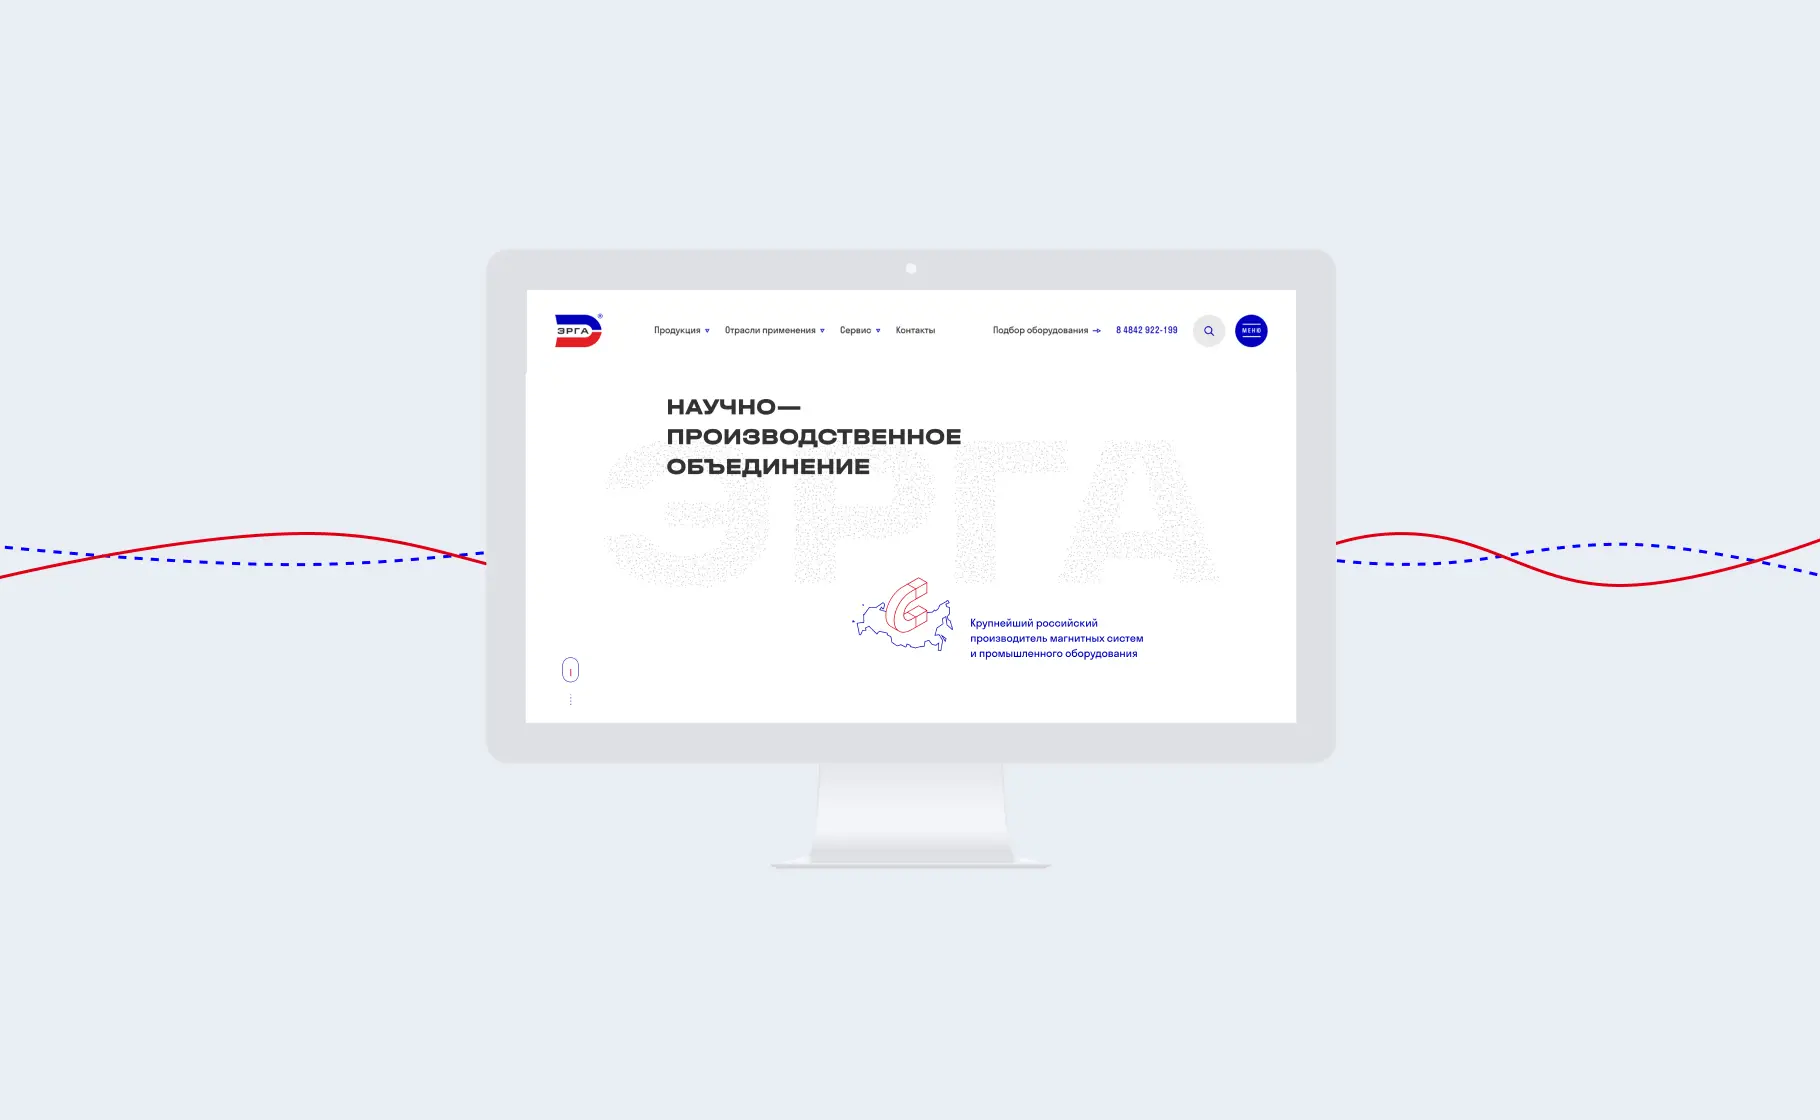 ЭРГА®
Продукция
Отрасли применения
Сервис
Контакты
Подбор оборудования
8 4842 922-199
МЕНЮ
НАУЧНО—
ПРОИЗВОДСТВЕННОЕ
ОБЪЕДИНЕНИЕ
ЭРГА
Крупнейший российский
производитель магнитных систем
и промышленного оборудования